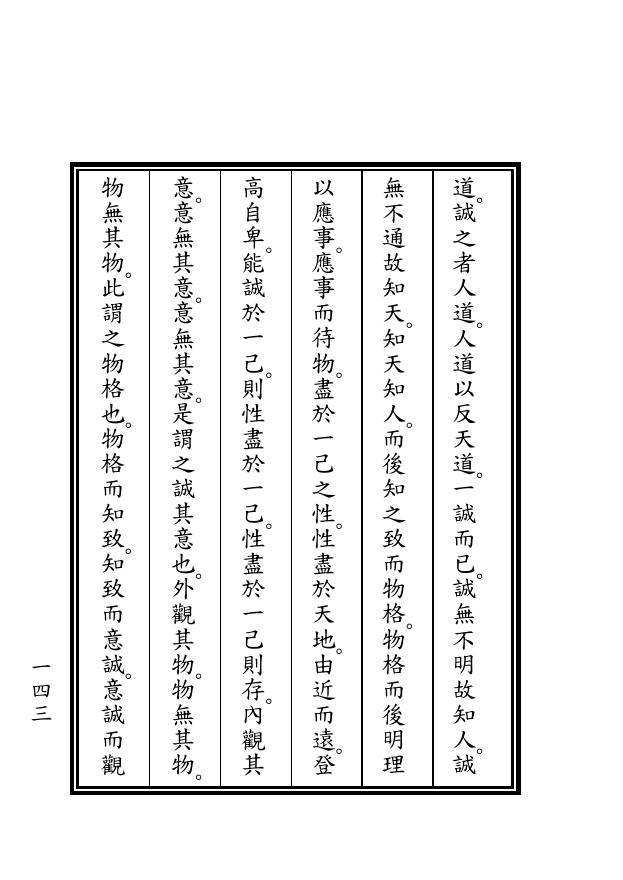 道。誠之者人道。人道以反天道。一誠而已。誠無不明故知人。誠
無不通故知天。知天知人。而後知之致而物格。物格而後明理
以應事。應事而待物。盡於一己之性。性盡於天地。由近而遠。登
高自卑。能誠於一己。則性盡於一己。性盡於一己則存。內觀其
意。意無其意。意無其意。是謂之誠其意也。外觀其物。物無其物。
物無其物。此謂之物格也。物格而知致。知致而意誠。意誠而觀
一四三